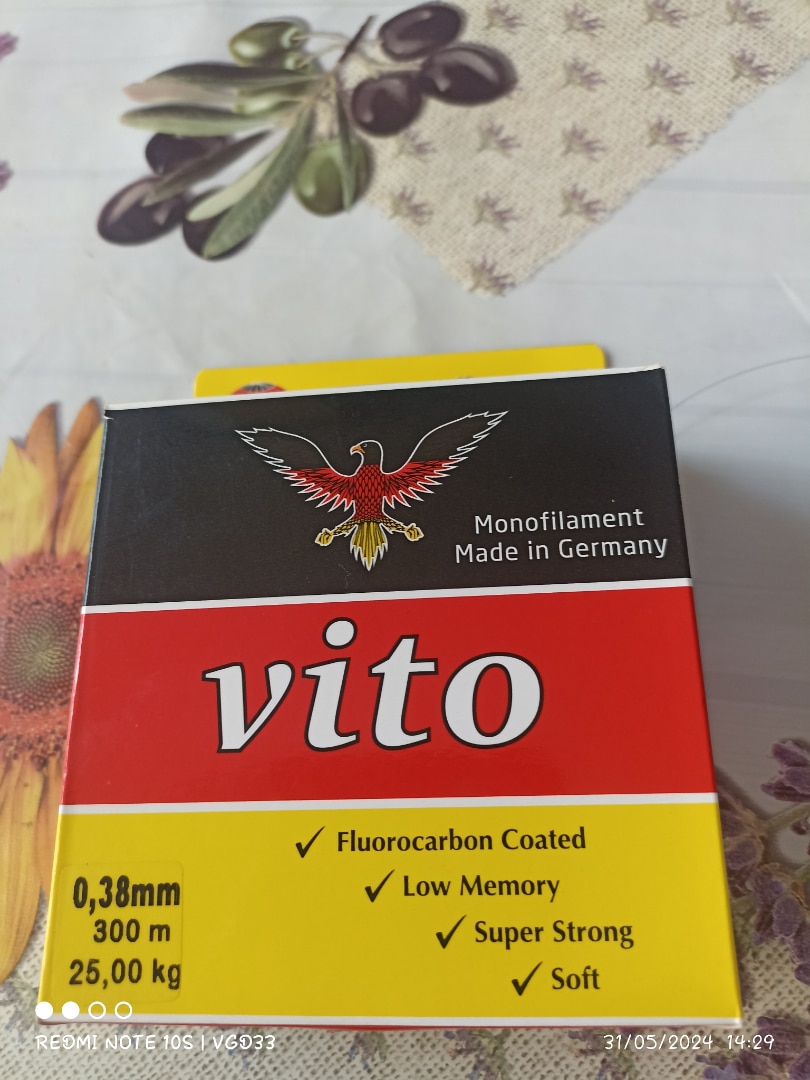 Monofilament
Made in Germany
vito
Fluorocarbon Coated
Low Memory
Super Strong
Soft
0,38mm
300 m
25,00 kg
REDMI NOTE 10S | VGD33
31/05/2024 14:29